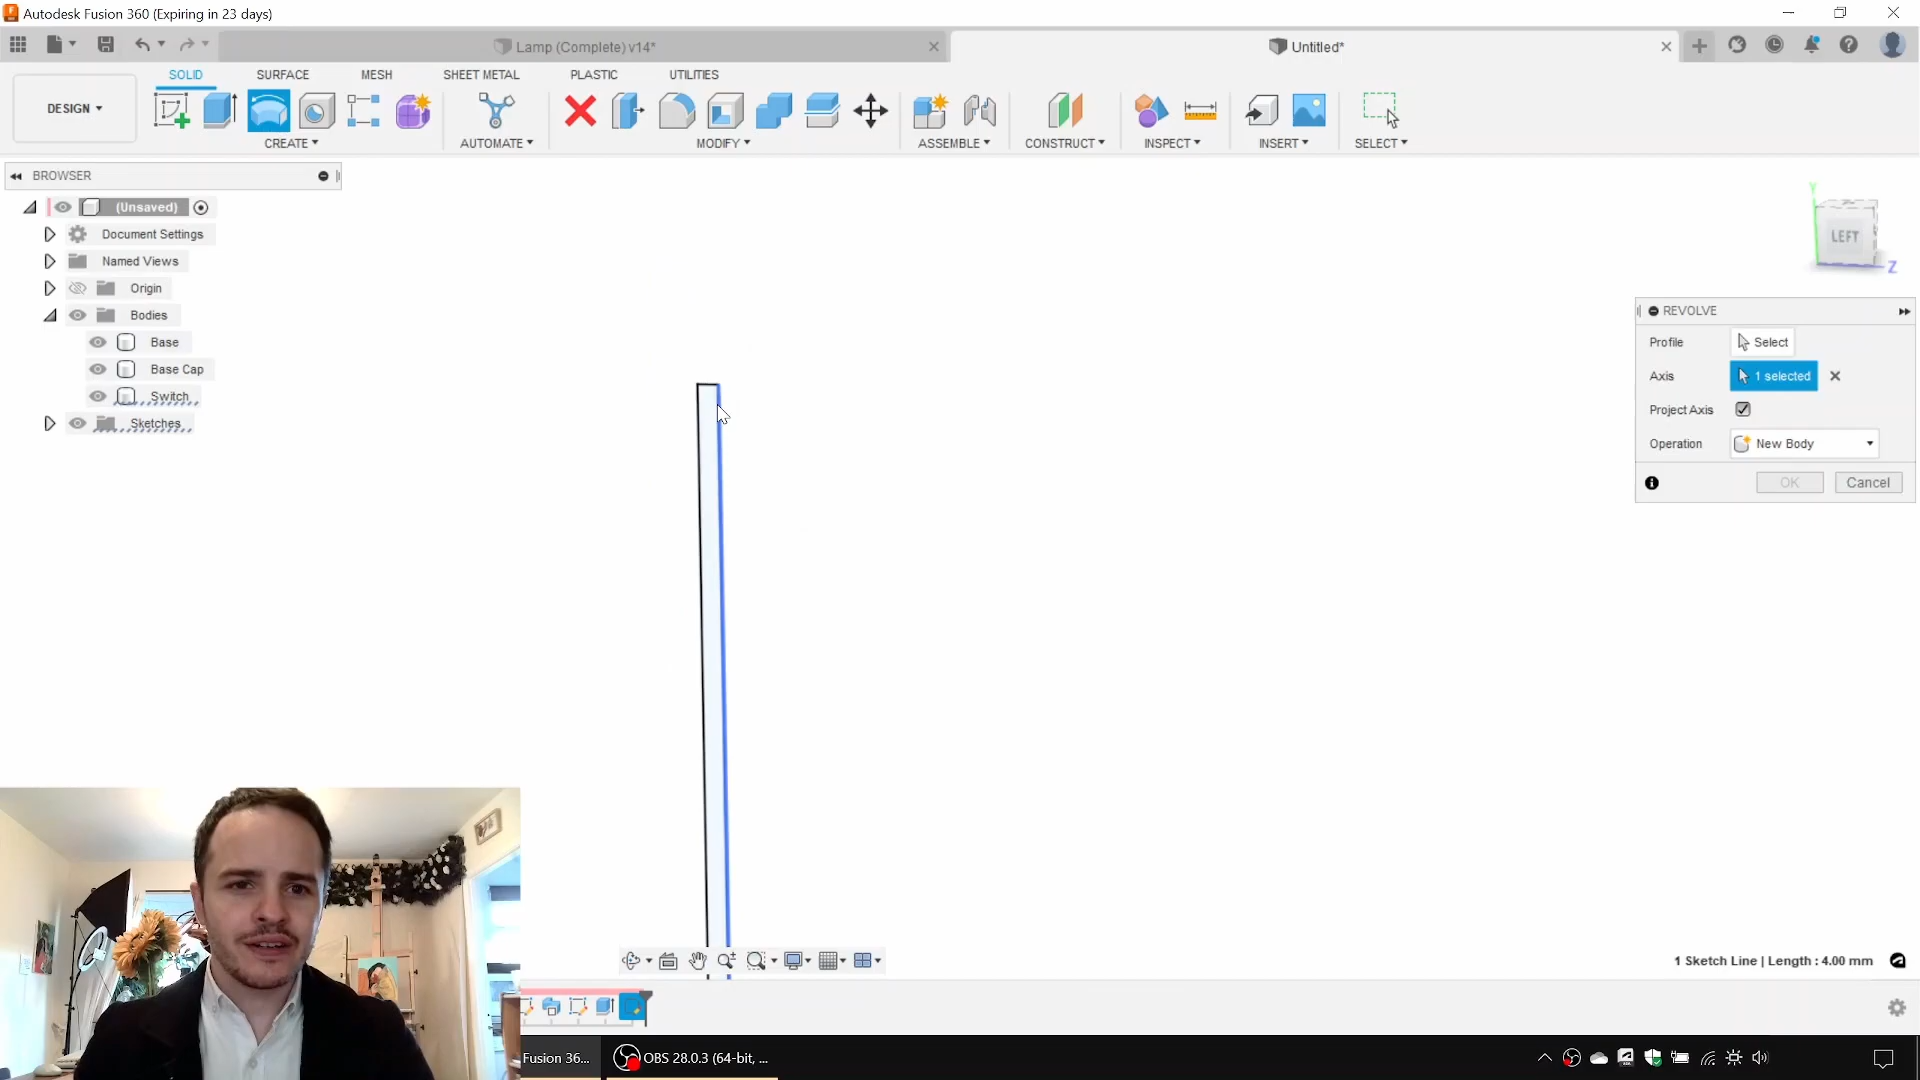 Autodesk Fusion 360 (Expiring in 23 days)
Lamp (Complete) v14*
Untitled*
DESIGN
SOLID
SURFACE
MESH
SHEET METAL
PLASTIC
UTILITIES
CREATE
AUTOMATE
MODIFY
ASSEMBLE
CONSTRUCT
INSPECT
INSERT
SELECT
BROWSER
(Unsaved)
Document Settings
Named Views
Origin
Bodies
Base
Base Cap
Switch
Sketches
Y
LEFT
Z
REVOLVE
Profile
Select
Axis
1 selected
Project Axis
Operation
New Body
OK
Cancel
1 Sketch Line | Length : 4.00 mm
Fusion 36...
OBS 28.0.3 (64-bit, ...